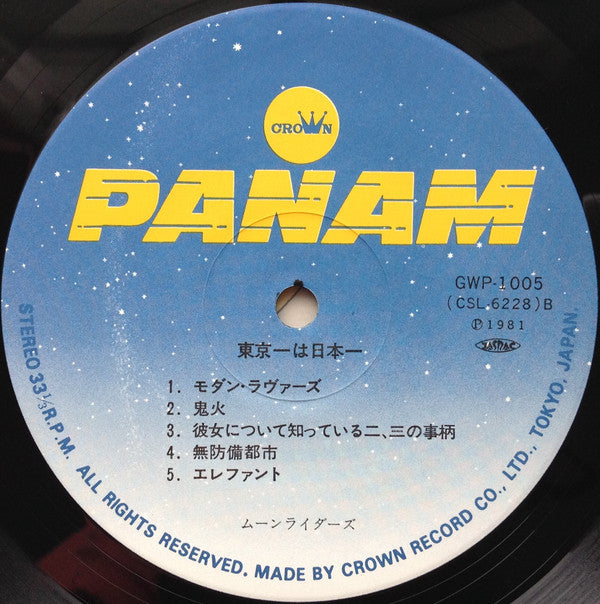 CROWN
PANAM
GWP-1005
(CSL-6228)B
Ⓟ1981
JASRAC
東京一は日本一
1. モダン・ラヴァーズ
2. 鬼火
3. 彼女について知っている二、三の事柄
4. 無防備都市
5. エレファント
ムーンライダーズ
STEREO 33 1/3 R.P.M. ALL RIGHTS RESERVED. MADE BY CROWN RECORD CO., LTD., TOKYO, JAPAN.